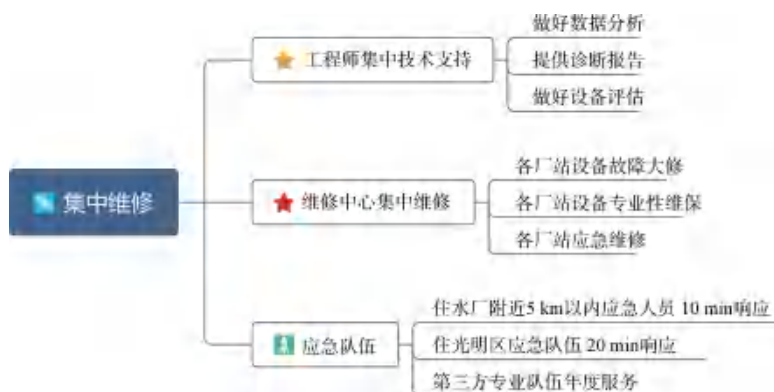 集中维修
工程师集中技术支持
做好数据分析
提供诊断报告
做好设备评估
维修中心集中维修
各厂站设备故障大修
各厂站设备专业性维保
各厂站应急维修
应急队伍
住水厂附近5 km以内应急人员 10 min响应
住光明区应急队伍 20 min响应
第三方专业队伍年度服务